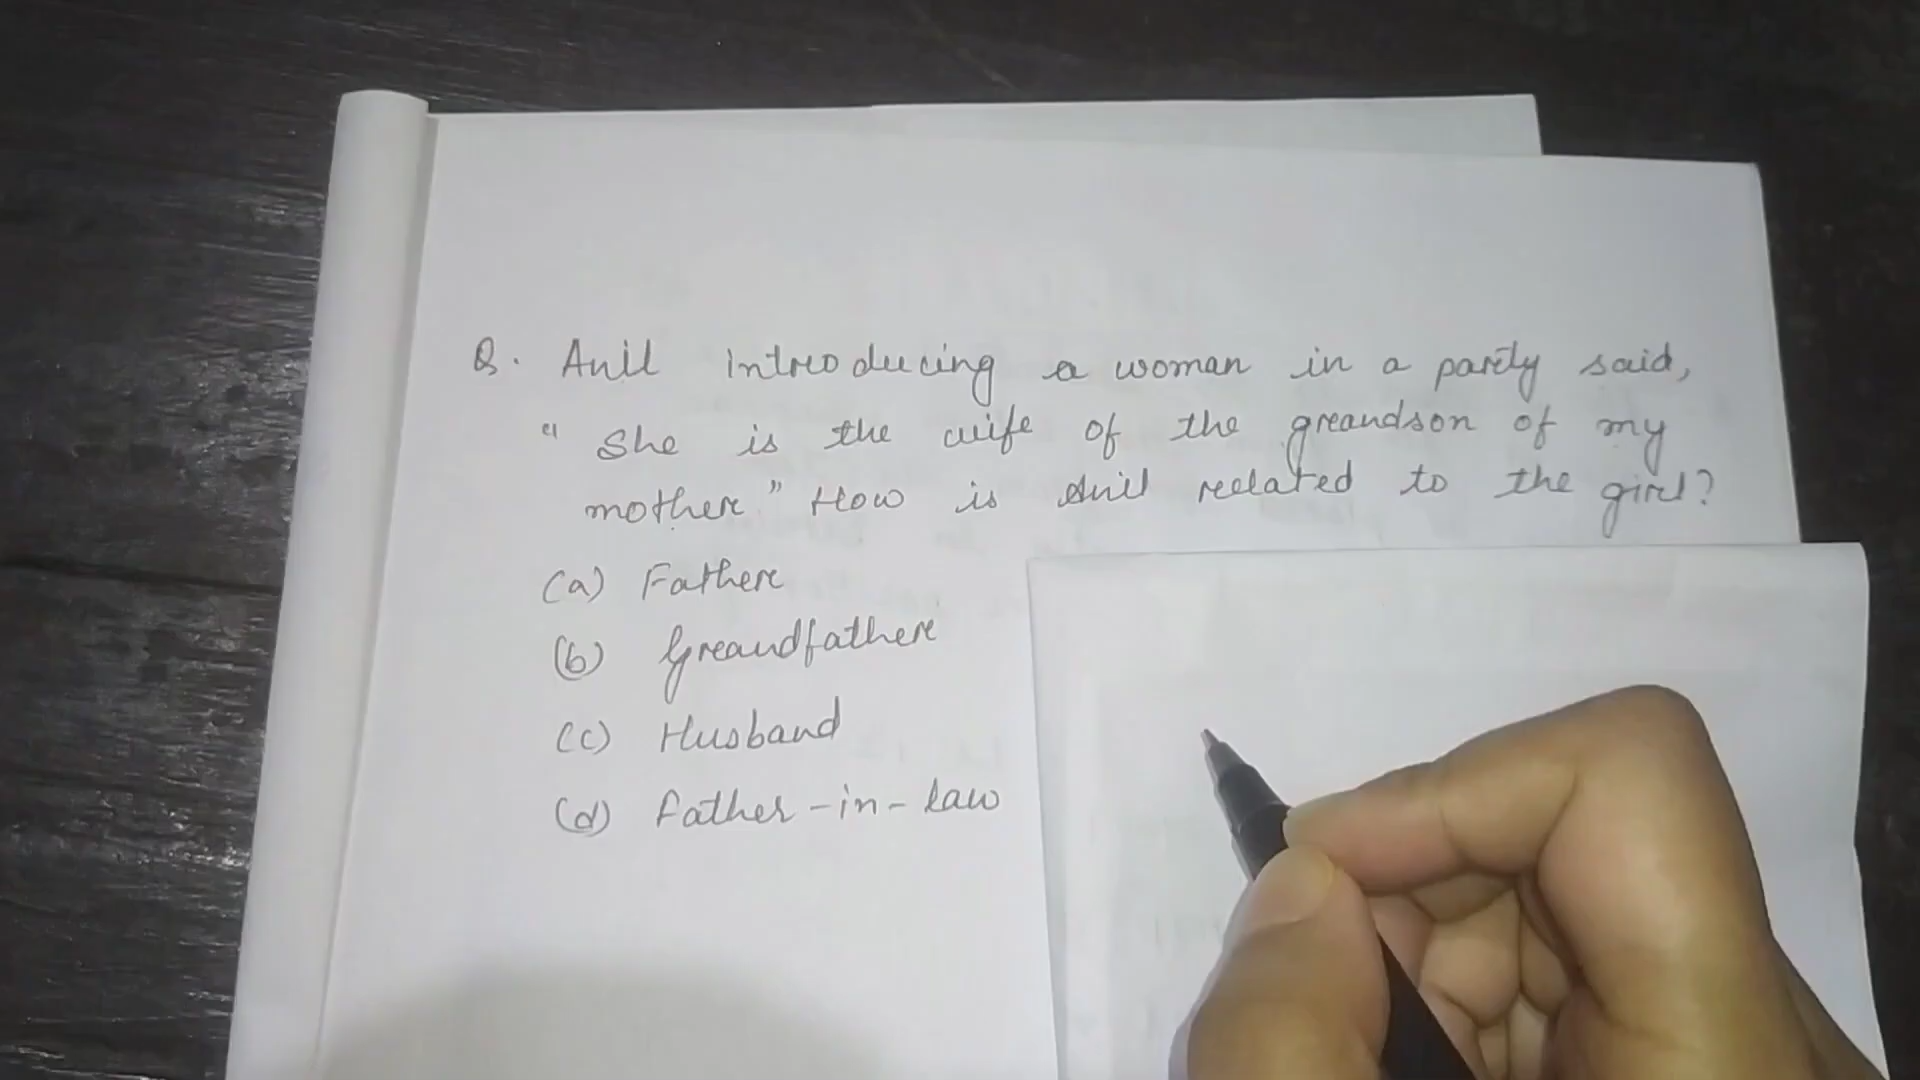 Q. Anil introducing a woman in a party said,
" She is the wife of the grandson of my
mother" How is Anil related to the girl?
(a) Father
(b) Grandfather
(c) Husband
(d) Father-in-law